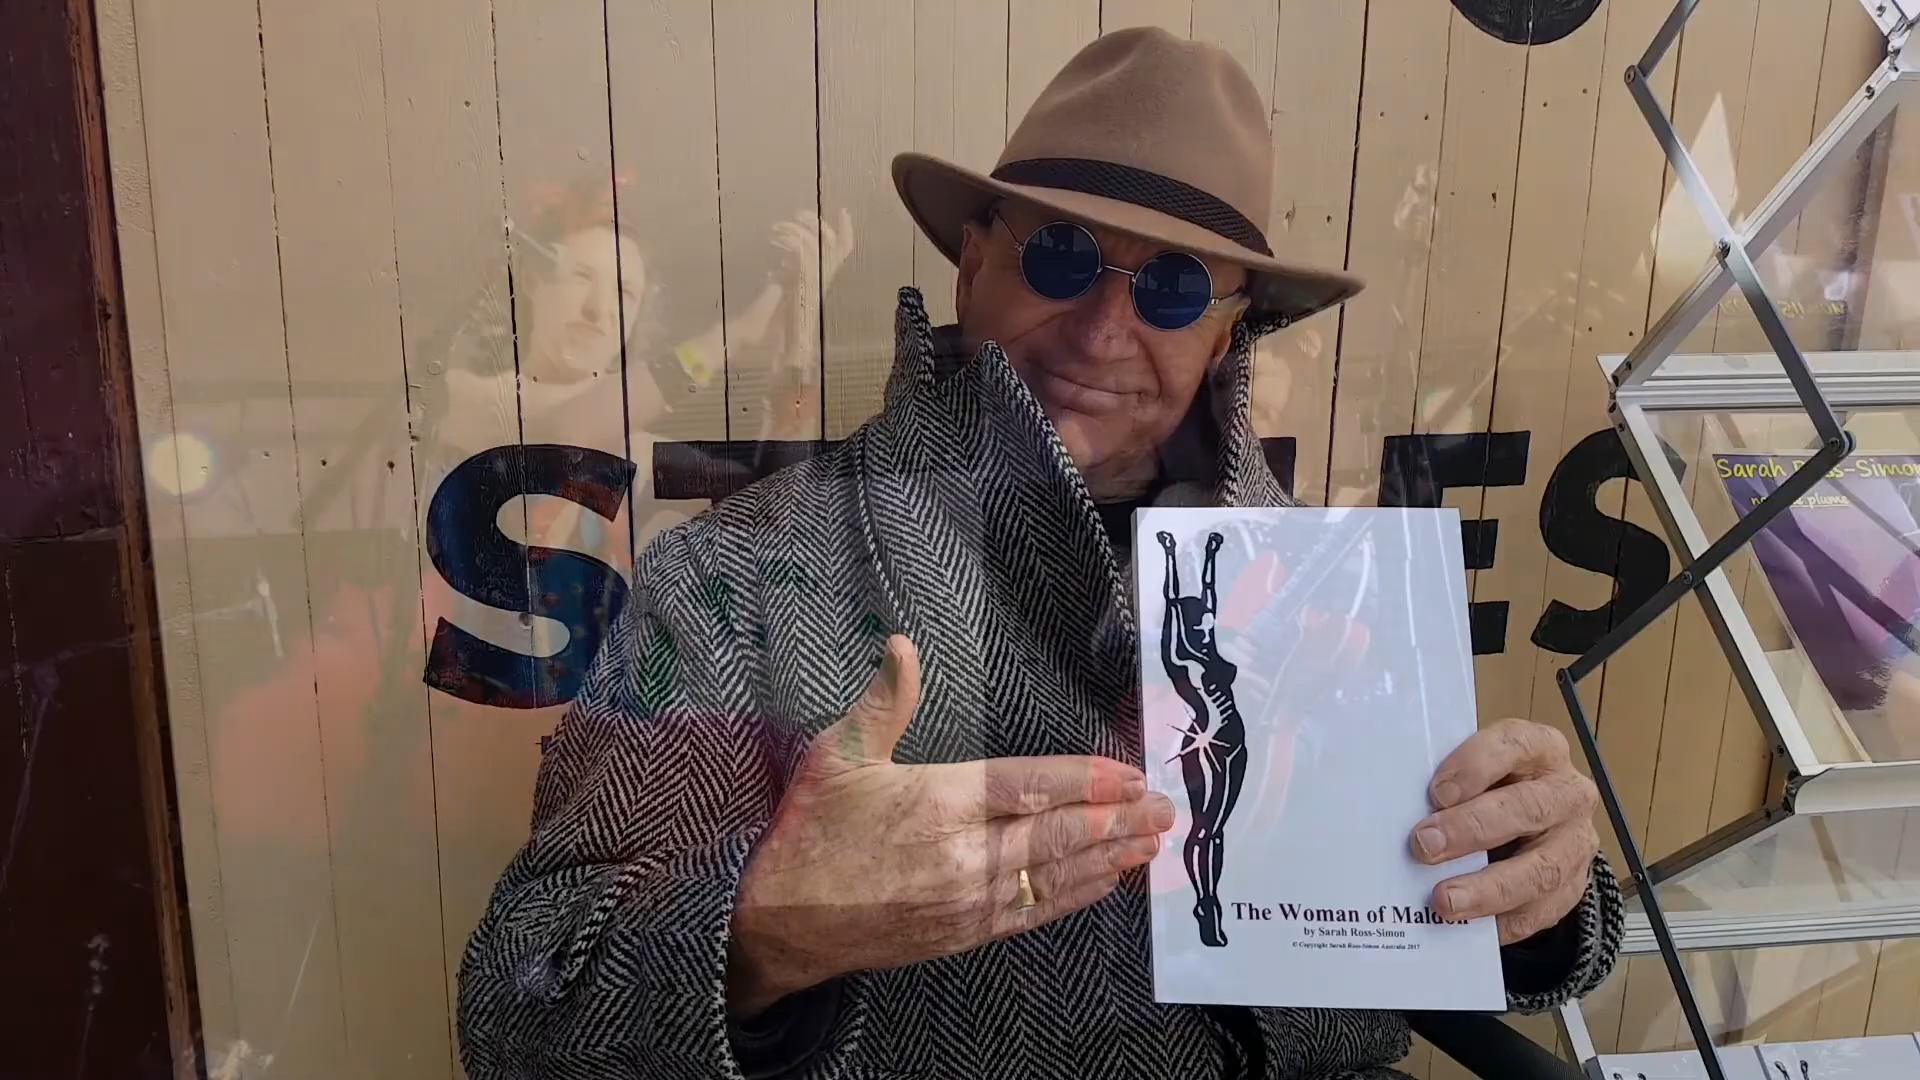 Sarah Ross-Simon
The Woman of Maldon
by Sarah Ross-Simon
© Copyright Sarah Ross-Simon Australia 2017